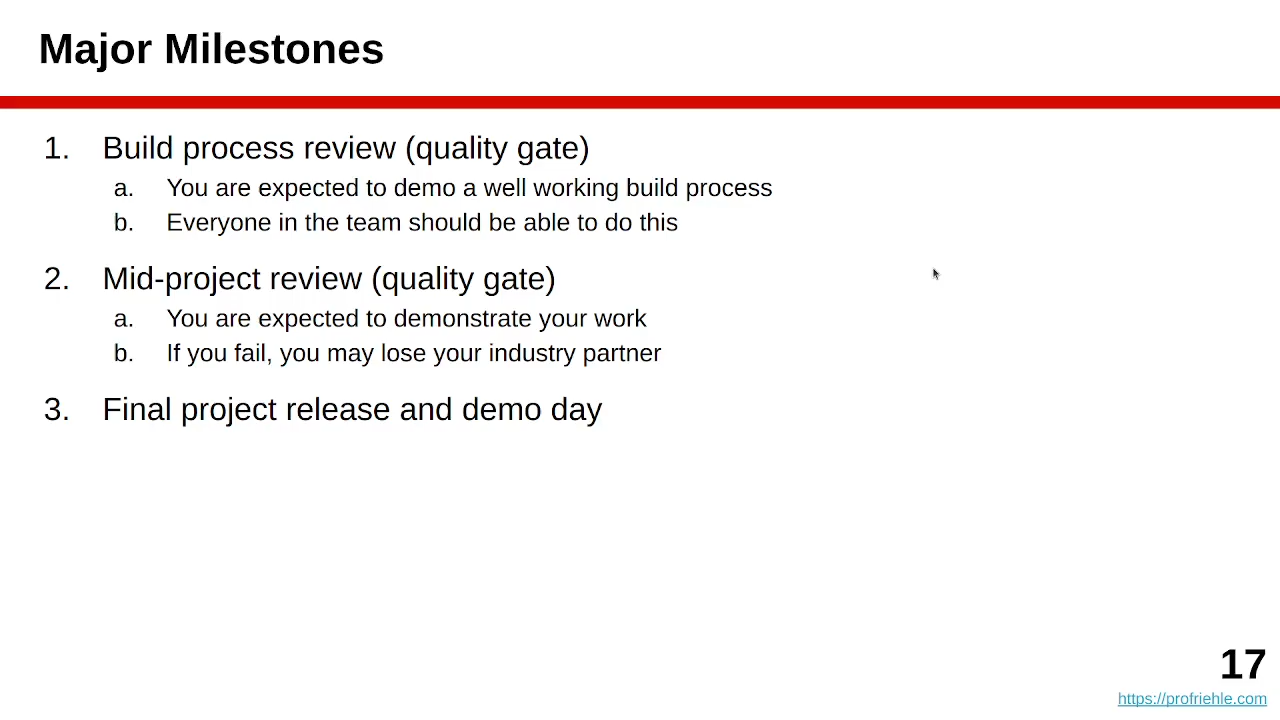 Major Milestones
1. Build process review (quality gate)
a. You are expected to demo a well working build process
b. Everyone in the team should be able to do this
2. Mid-project review (quality gate)
a. You are expected to demonstrate your work
b. If you fail, you may lose your industry partner
3. Final project release and demo day
17
https://profriehle.com